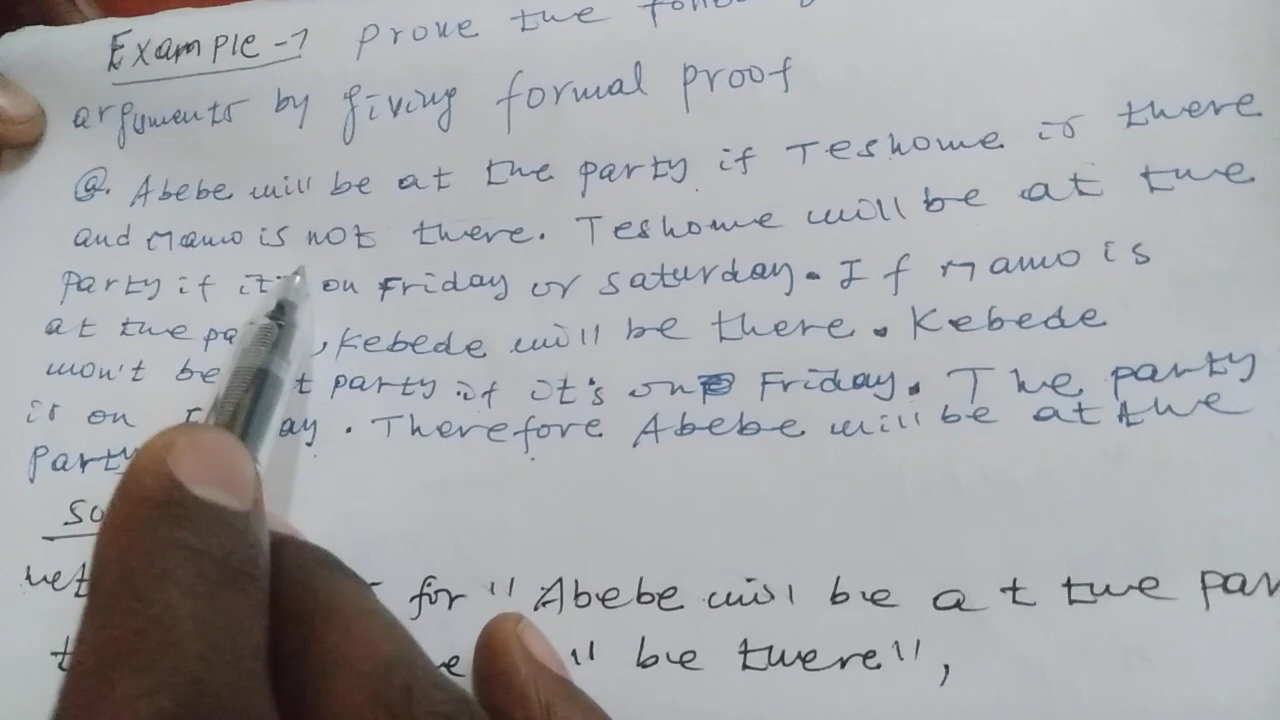 Example-1 prove the
arguments by giving formal proof
@. Abebe will be at the party if Teshome is there
and Mamo is not there. Teshome will be at the
party if on Friday or Saturday. If Mamo is
at the , Kebede will be there. Kebede
won't be party if it's on Friday. The party
is on . Therefore Abebe will be at the
party
for "Abebe will be at the
be there",